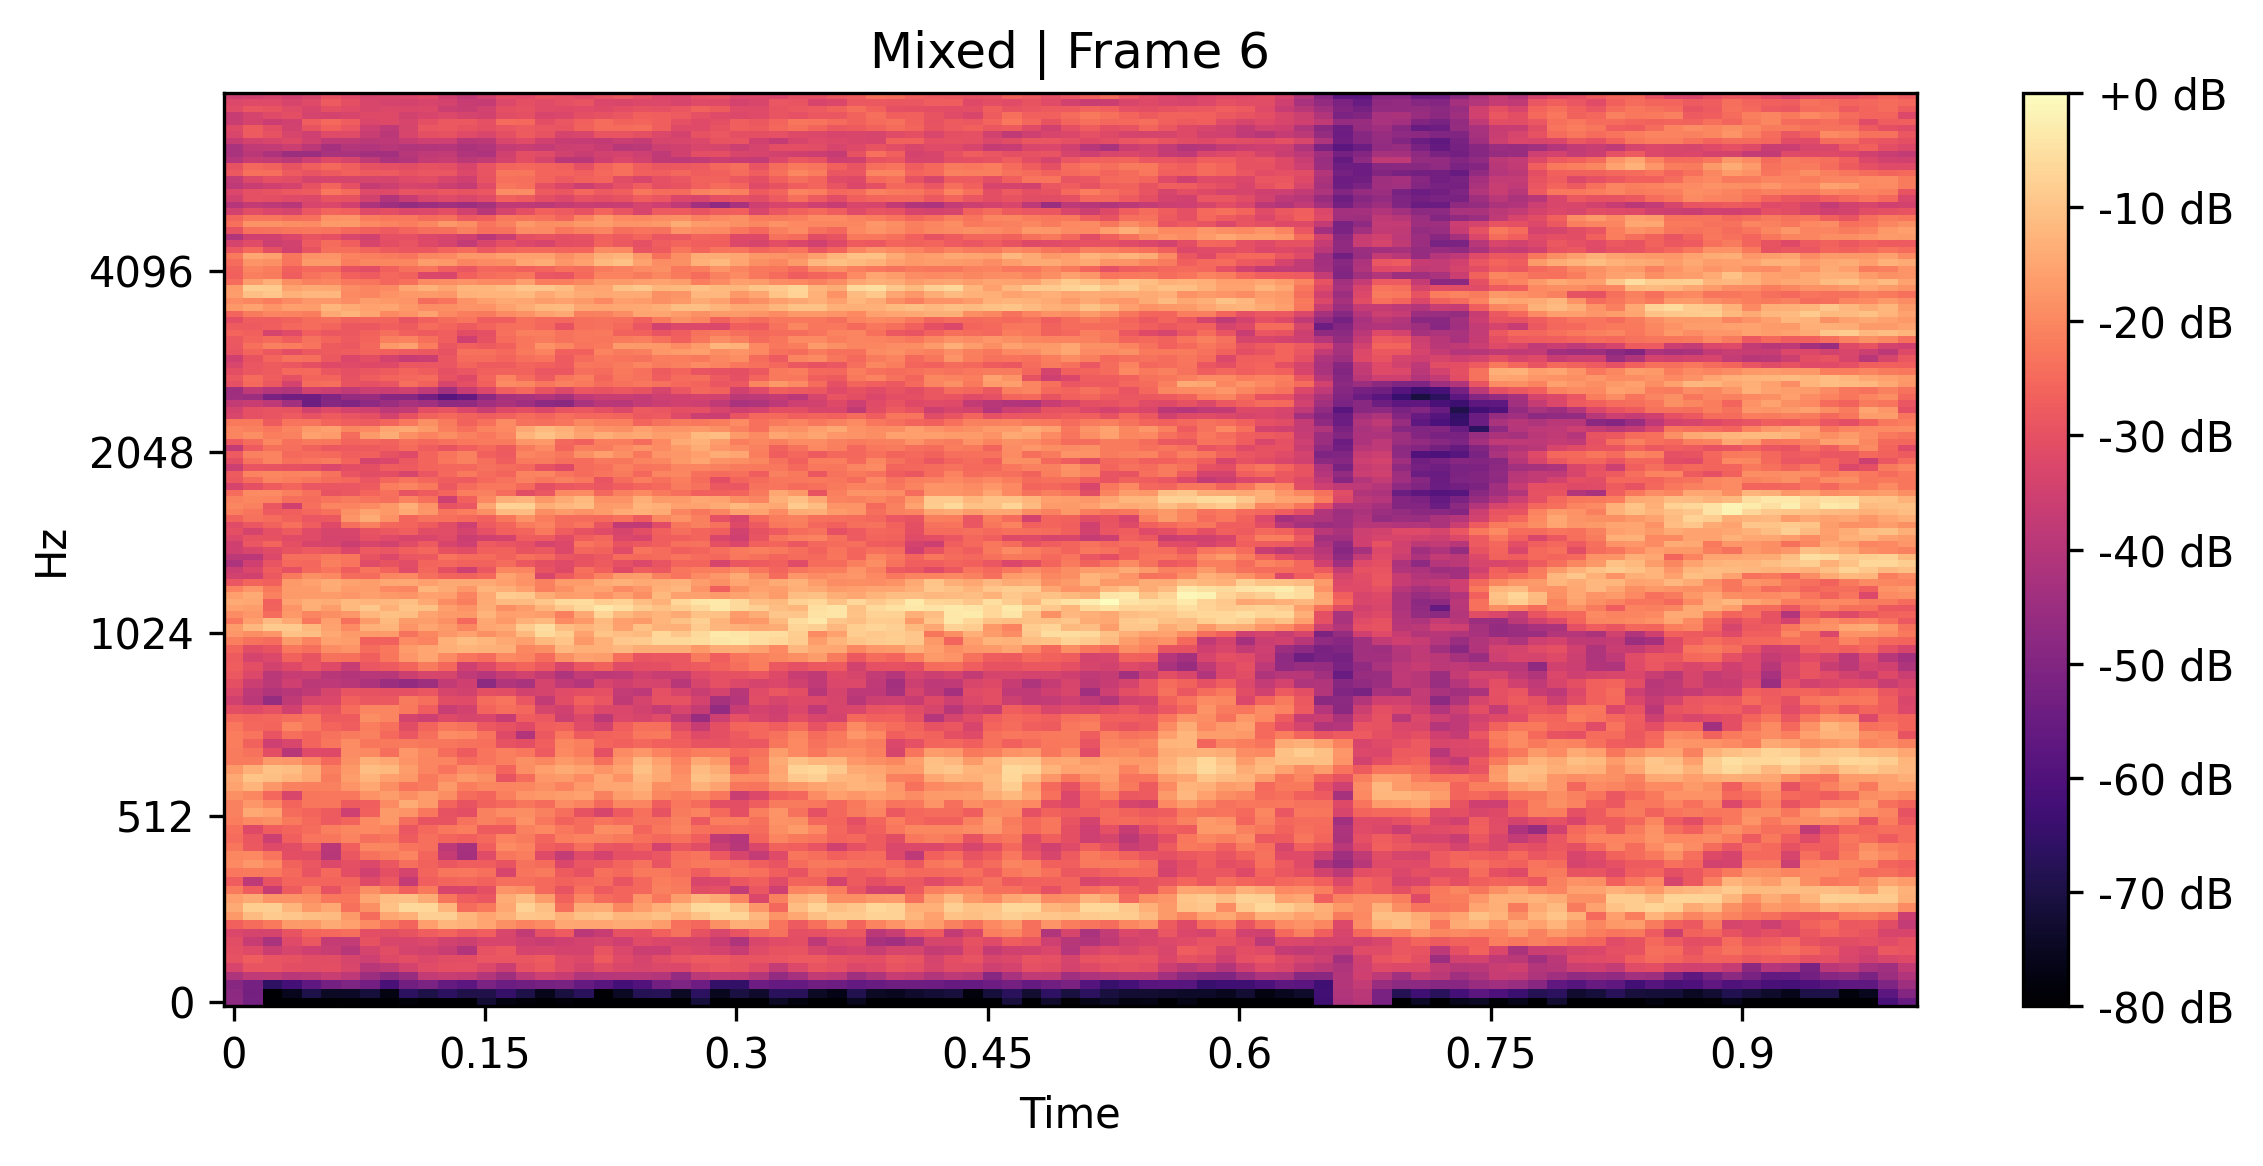 Mixed | Frame 6
Hz
4096
2048
1024
512
0
0 0.15 0.3 0.45 0.6 0.75 0.9
Time
+0 dB
-10 dB
-20 dB
-30 dB
-40 dB
-50 dB
-60 dB
-70 dB
-80 dB